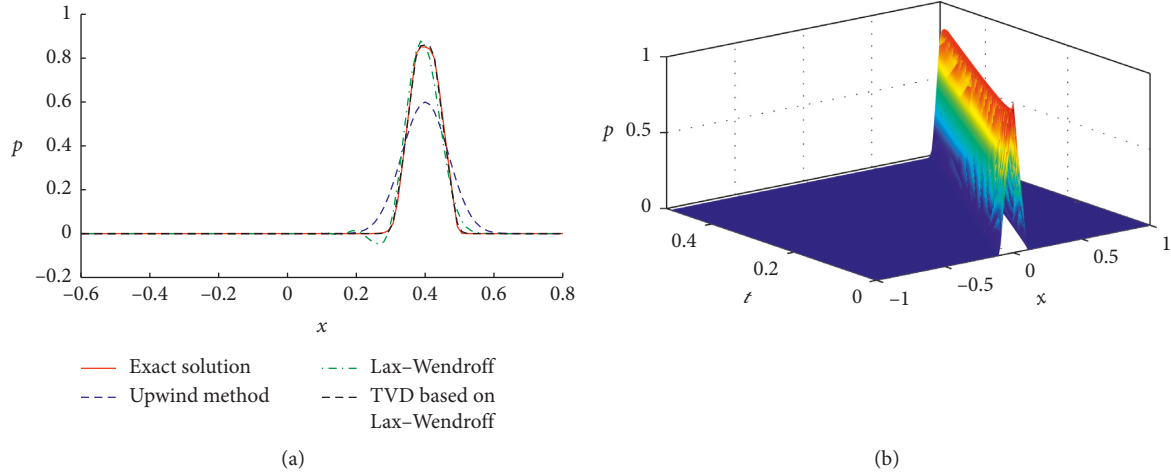 1
0.8
0.6
0.4
p
0.2
0
−0.2
−0.6 −0.4 −0.2 0 0.2 0.4 0.6 0.8
x
Exact solution
Upwind method
Lax–Wendroff
TVD based on
Lax–Wendroff
(a)
1
p 0.5
0
0.4
0.2
0
t
−1
−0.5
0
0.5
1
x
(b)